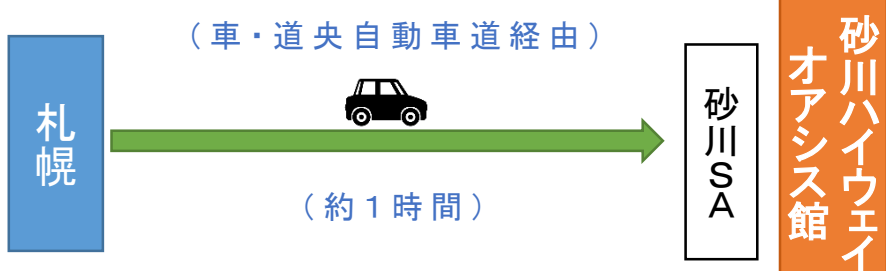 （車・道央自動車道経由）
札幌
（約１時間）
砂川ＳＡ
砂川ハイウェイ
オアシス館